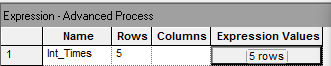 Expression - Advanced Process
Name Rows Columns Expression Values
1 Int_Times 5 5 rows